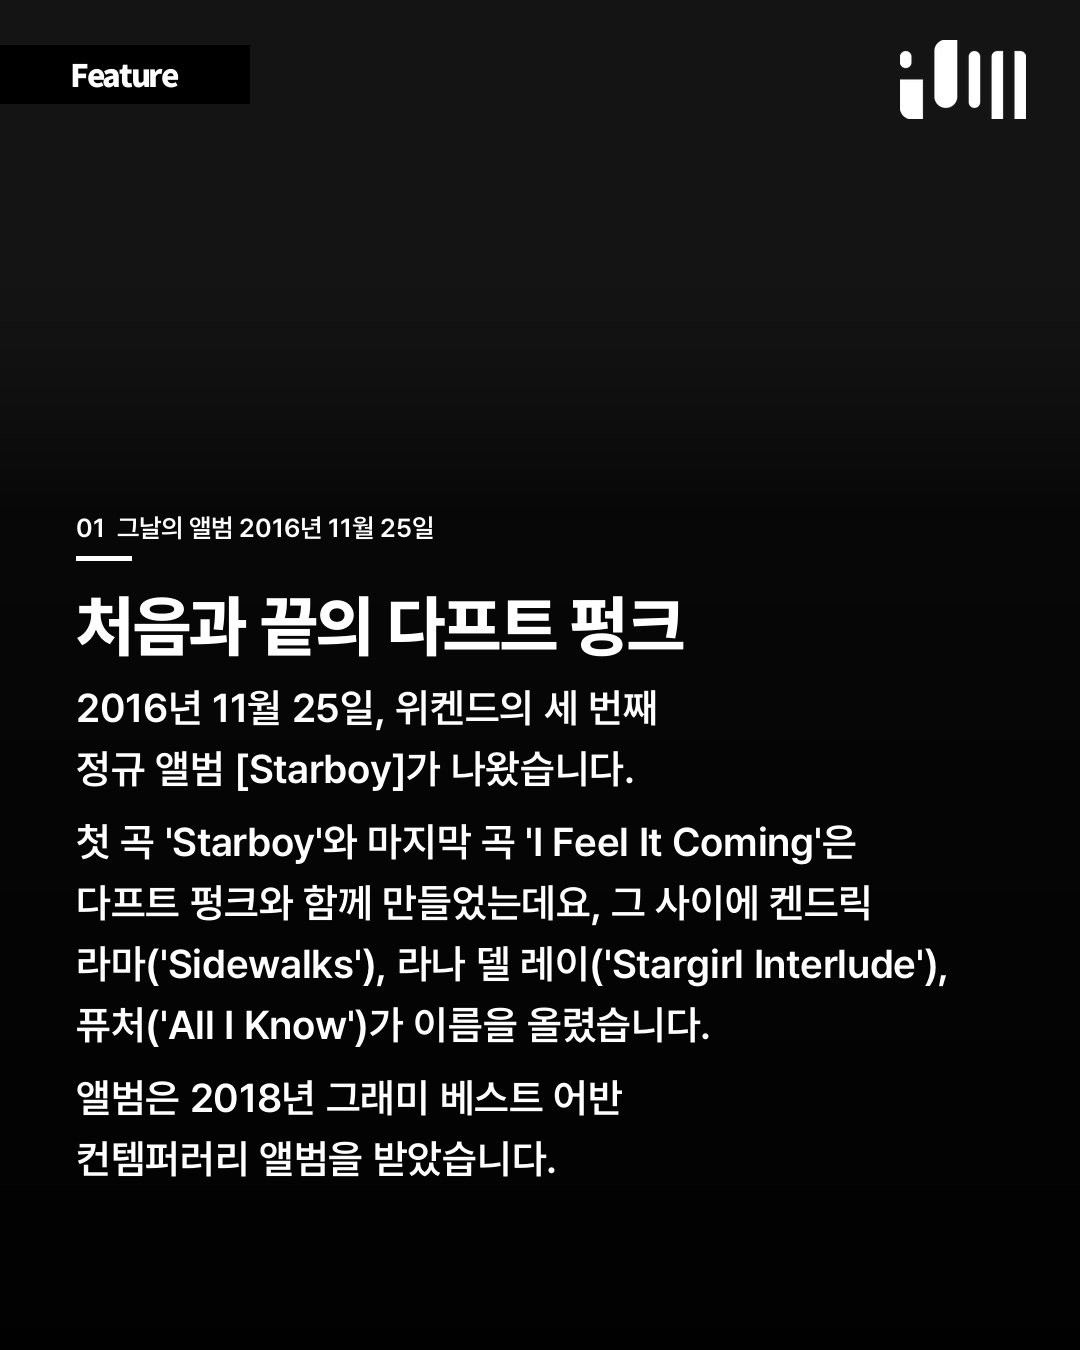 Feature
01 그날의 앨범 2016년 11월 25일
처음과 끝의 다프트 펑크
2016년 11월 25일, 위켄드의 세 번째
정규 앨범 [Starboy]가 나왔습니다.
첫 곡 'Starboy'와 마지막 곡 'I Feel It Coming'은
다프트 펑크와 함께 만들었는데요, 그 사이에 켄드릭
라마('Sidewalks'), 라나 델 레이('Stargirl Interlude'),
퓨처('All I Know')가 이름을 올렸습니다.
앨범은 2018년 그래미 베스트 어반
컨템퍼러리 앨범을 받았습니다.